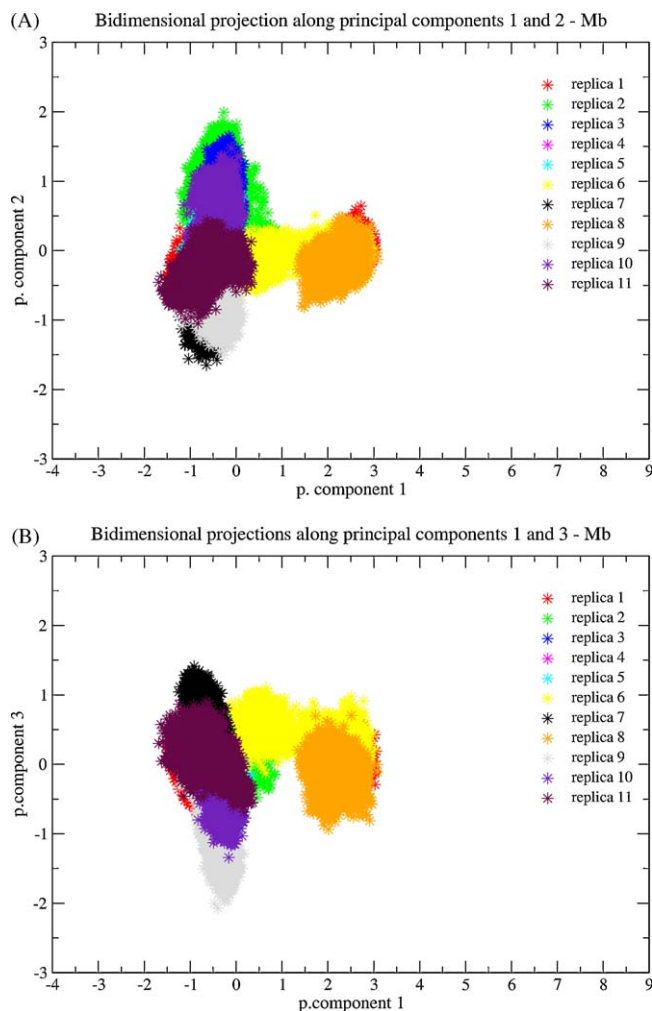 (A) Bidimensional projection along principal components 1 and 2 - Mb
3
2
1
0
-1
-2
-3
p. component 2
replica 1
replica 2
replica 3
replica 4
replica 5
replica 6
replica 7
replica 8
replica 9
replica 10
replica 11
-4 -3 -2 -1 0 1 2 3 4 5 6 7 8 9
p. component 1
(B) Bidimensional projections along principal components 1 and 3 - Mb
3
2
1
0
-1
-2
-3
p.component 3
replica 1
replica 2
replica 3
replica 4
replica 5
replica 6
replica 7
replica 8
replica 9
replica 10
replica 11
-4 -3 -2 -1 0 1 2 3 4 5 6 7 8 9
p.component 1